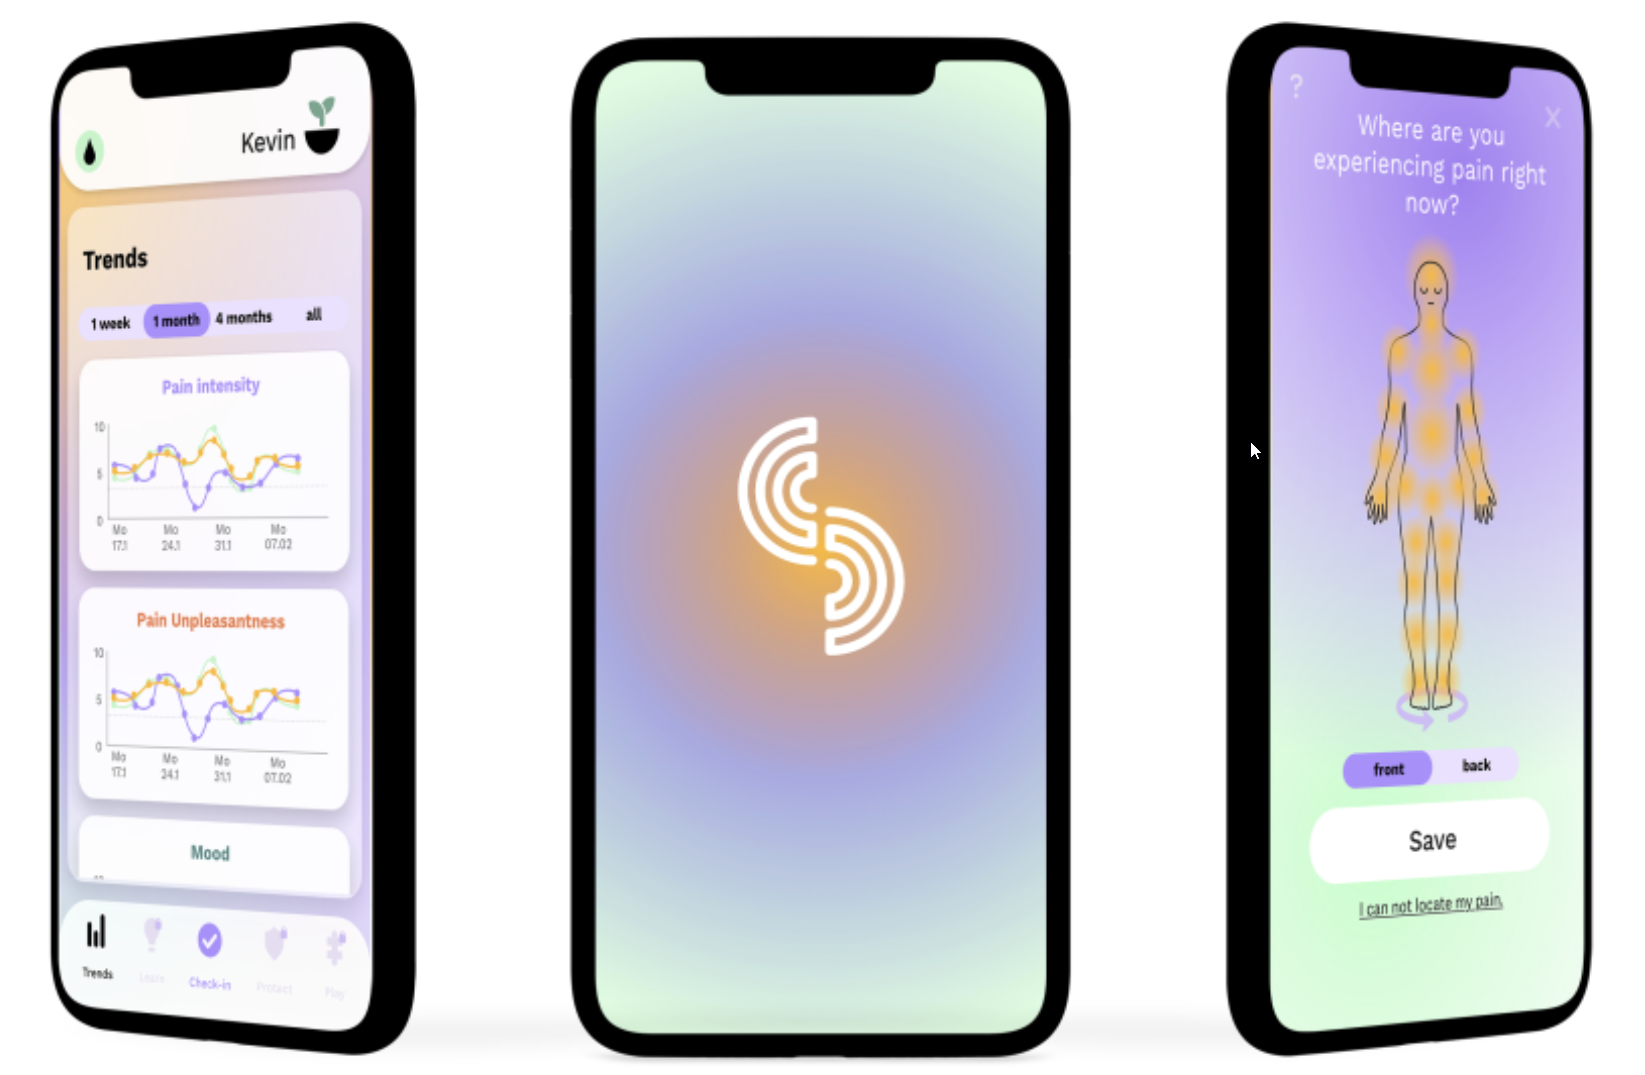 Kevin
Trends
1 week 1 month 4 months all
Pain intensity
10
5
0
Mo Mo Mo Mo
17.1 24.1 31.1 07.02
Pain Unpleasantness
10
5
0
Mo Mo Mo Mo
17.1 24.1 31.1 07.02
Mood
Trends Learn Check-in Protect Play
?
X
Where are you
experiencing pain right
now?
front back
Save
I can not locate my pain.